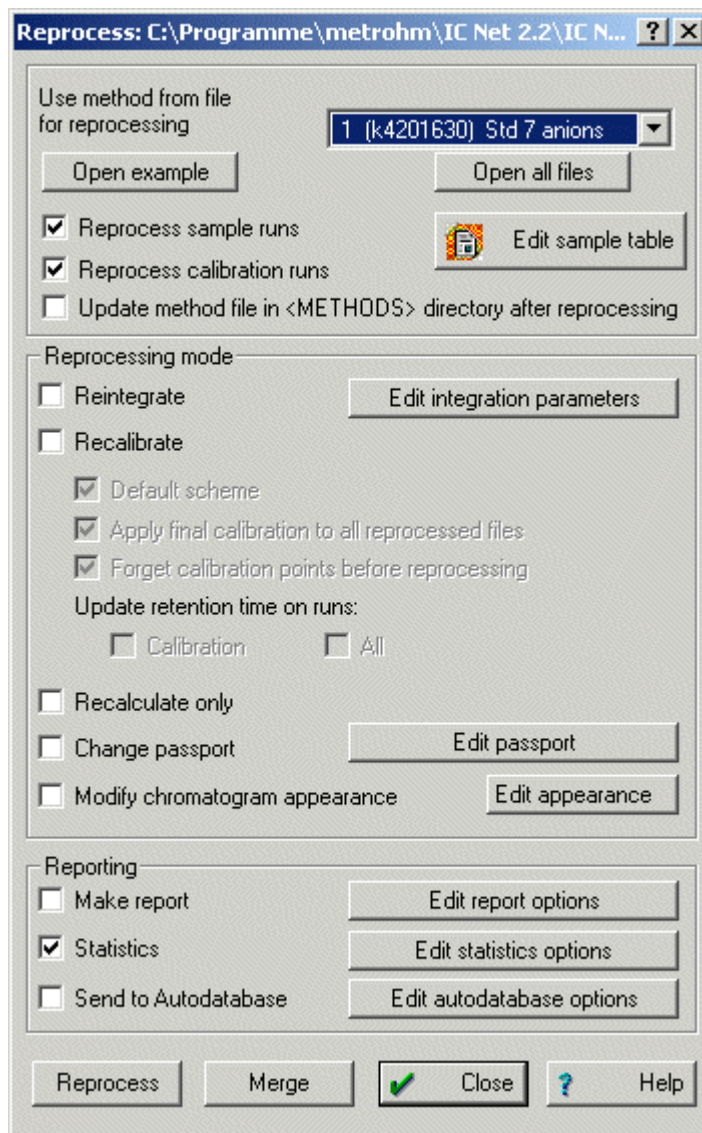 Reprocess: C:\Programme\metrohm\IC Net 2.2\IC N...
Use method from file
for reprocessing
1 (k4201630) Std 7 anions
Open example
Open all files
Reprocess sample runs
Edit sample table
Reprocess calibration runs
Update method file in <METHODS> directory after reprocessing
Reprocessing mode
Reintegrate
Edit integration parameters
Recalibrate
Default scheme
Apply final calibration to all reprocessed files
Forget calibration points before reprocessing
Update retention time on runs:
Calibration
All
Recalculate only
Change passport
Edit passport
Modify chromatogram appearance
Edit appearance
Reporting
Make report
Edit report options
Statistics
Edit statistics options
Send to Autodatabase
Edit autodatabase options
Reprocess
Merge
Close
? Help